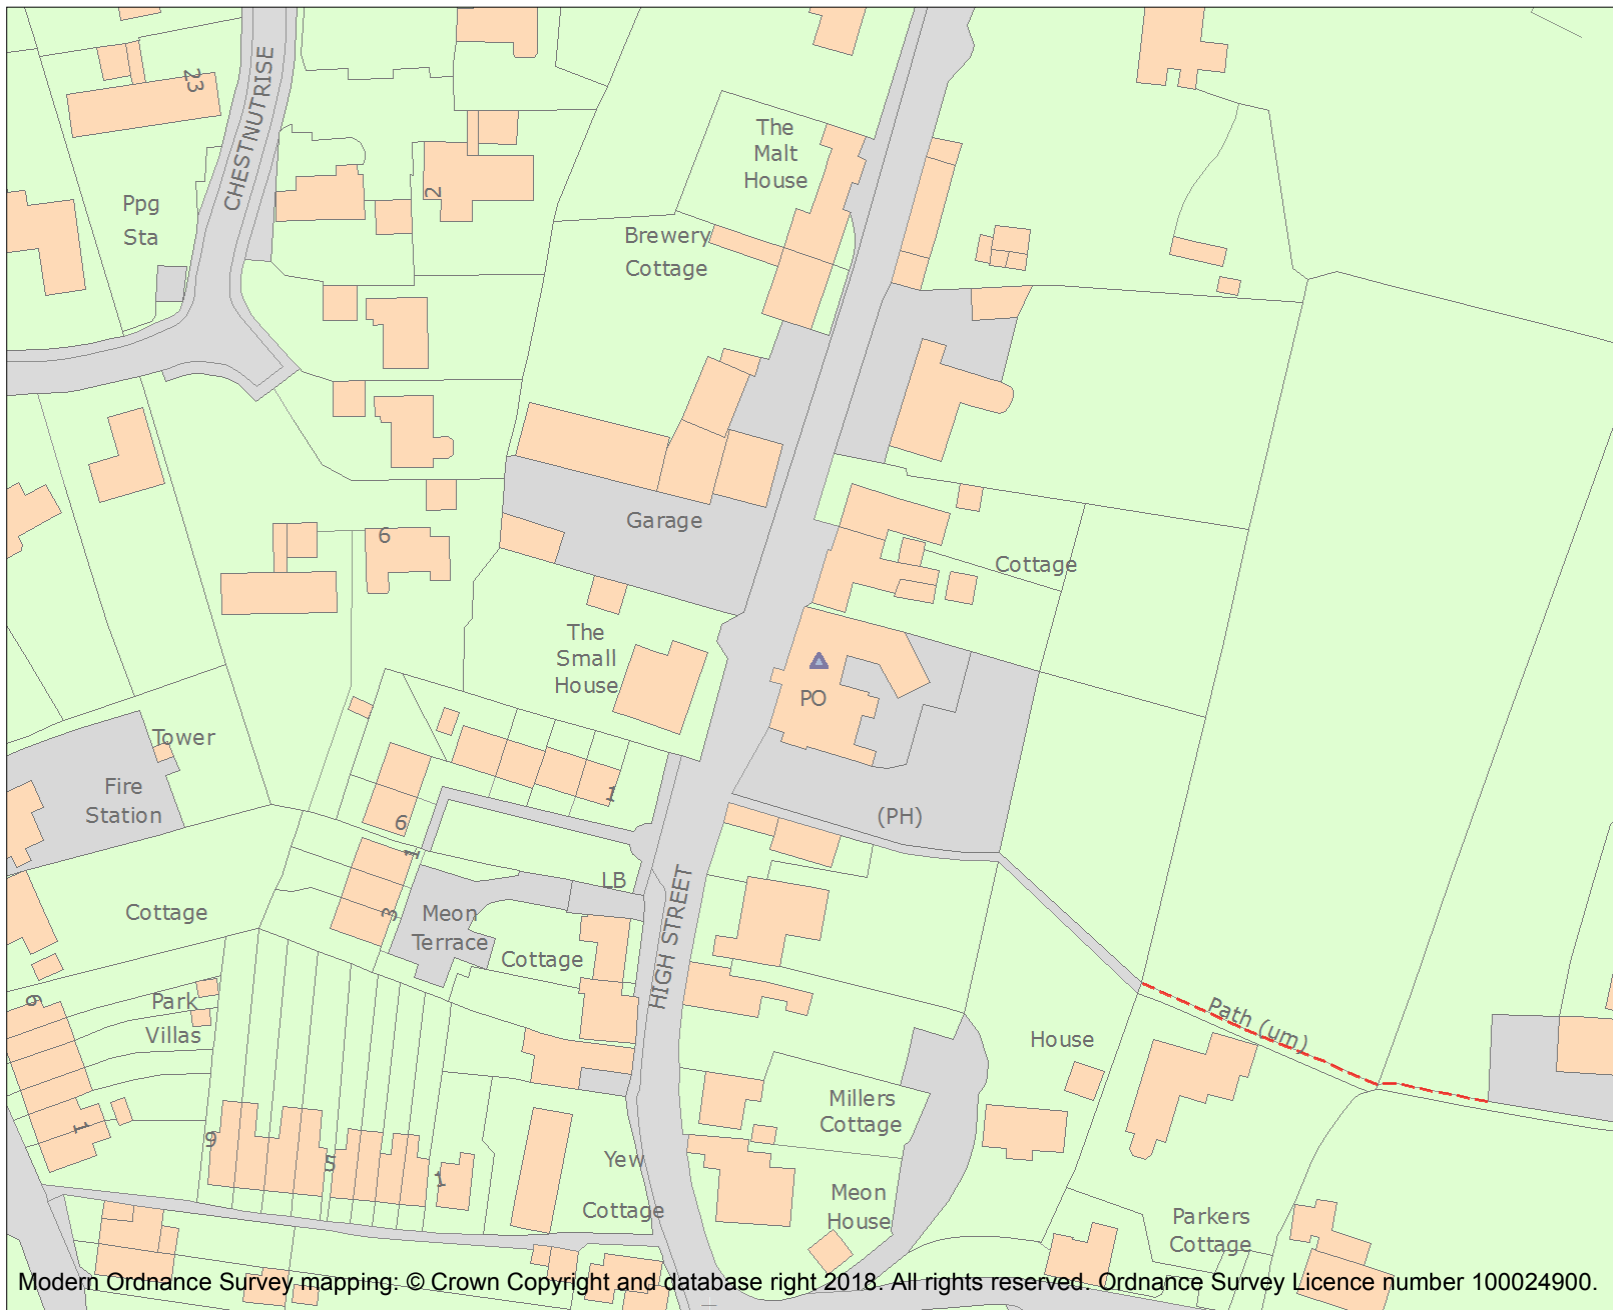 23
CHESTNUTRISE
The
Malt
House
2
Ppg
Sta
Brewery
Cottage
Garage
6
Cottage
The
Small
House
PO
Tower
Fire
Station
1
6
(PH)
1
LB
3
Meon
Terrace
Cottage
Cottage
HIGH STREET
6
Park
Villas
Path (um)
House
Millers
Cottage
1
9
5
1
Yew
Cottage
Meon
House
Parkers
Cottage
Modern Ordnance Survey mapping: © Crown Copyright and database right 2018. All rights reserved. Ordnance Survey Licence number 100024900.